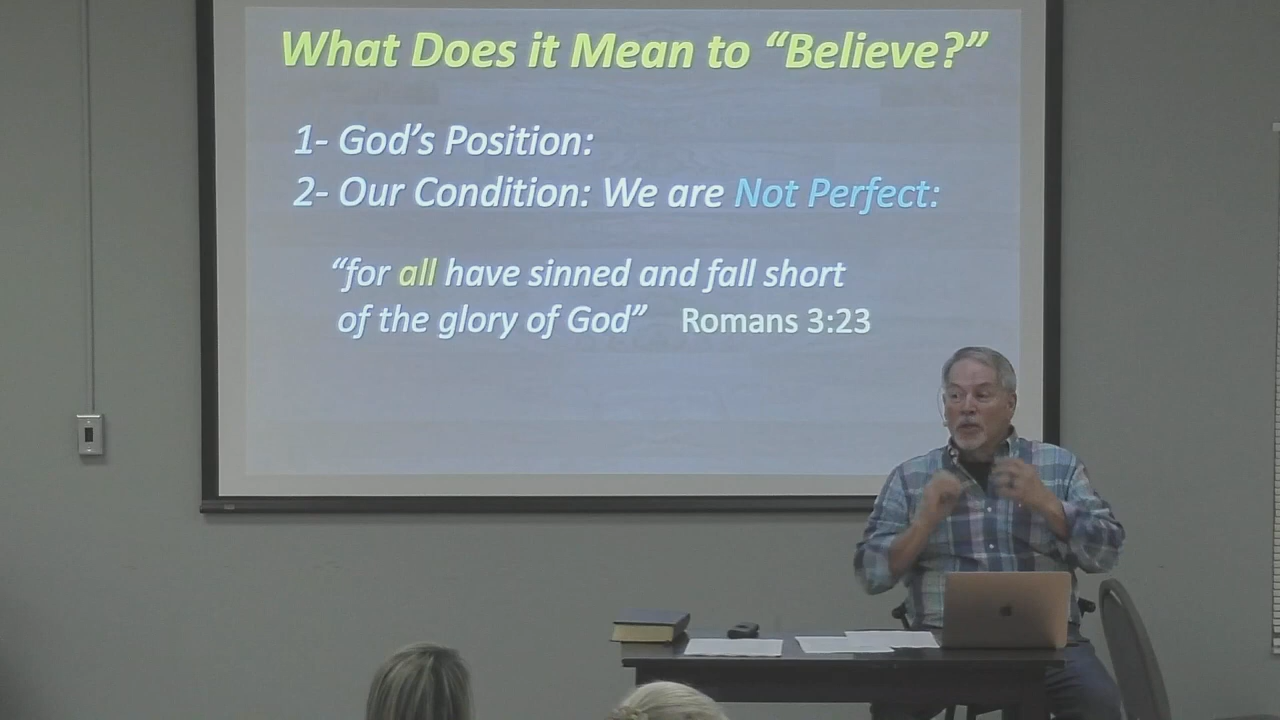 What Does it Mean to “Believe?”
1- God’s Position:
2- Our Condition: We are Not Perfect:
“for all have sinned and fall short
of the glory of God” Romans 3:23